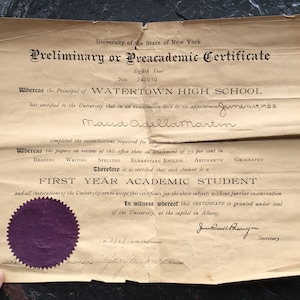 University of the State of New York
Preliminary or Preacademic Certificate
Eighth Year
No
Whereas the Principal of WATERTOWN HIGH SCHOOL
has certified to the University that in an examination held by his appointment June
Maud Adella Martin
completed the examinations required for
Whereas the papers on review at this office show an attainment of 75 per cent in
Reading Writing Spelling Elementary English Arithmetic Geography
Therefore it is certified that said student is a
FIRST YEAR ACADEMIC STUDENT
and all institutions of the University are to accept this certificate for the above subjects without further examination
In witness whereof this CERTIFICATE is granted under seal
of the University, at the capitol in Albany
Secretary